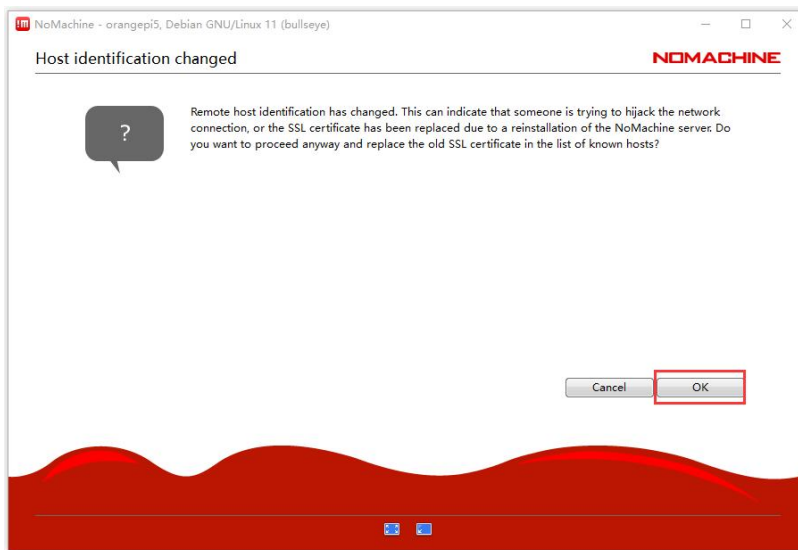 NoMachine - orangepi5, Debian GNU/Linux 11 (bullseye)
Host identification changed
NOMACHINE
?
Remote host identification has changed. This can indicate that someone is trying to hijack the network
connection, or the SSL certificate has been replaced due to a reinstallation of the NoMachine server. Do
you want to proceed anyway and replace the old SSL certificate in the list of known hosts?
Cancel
OK